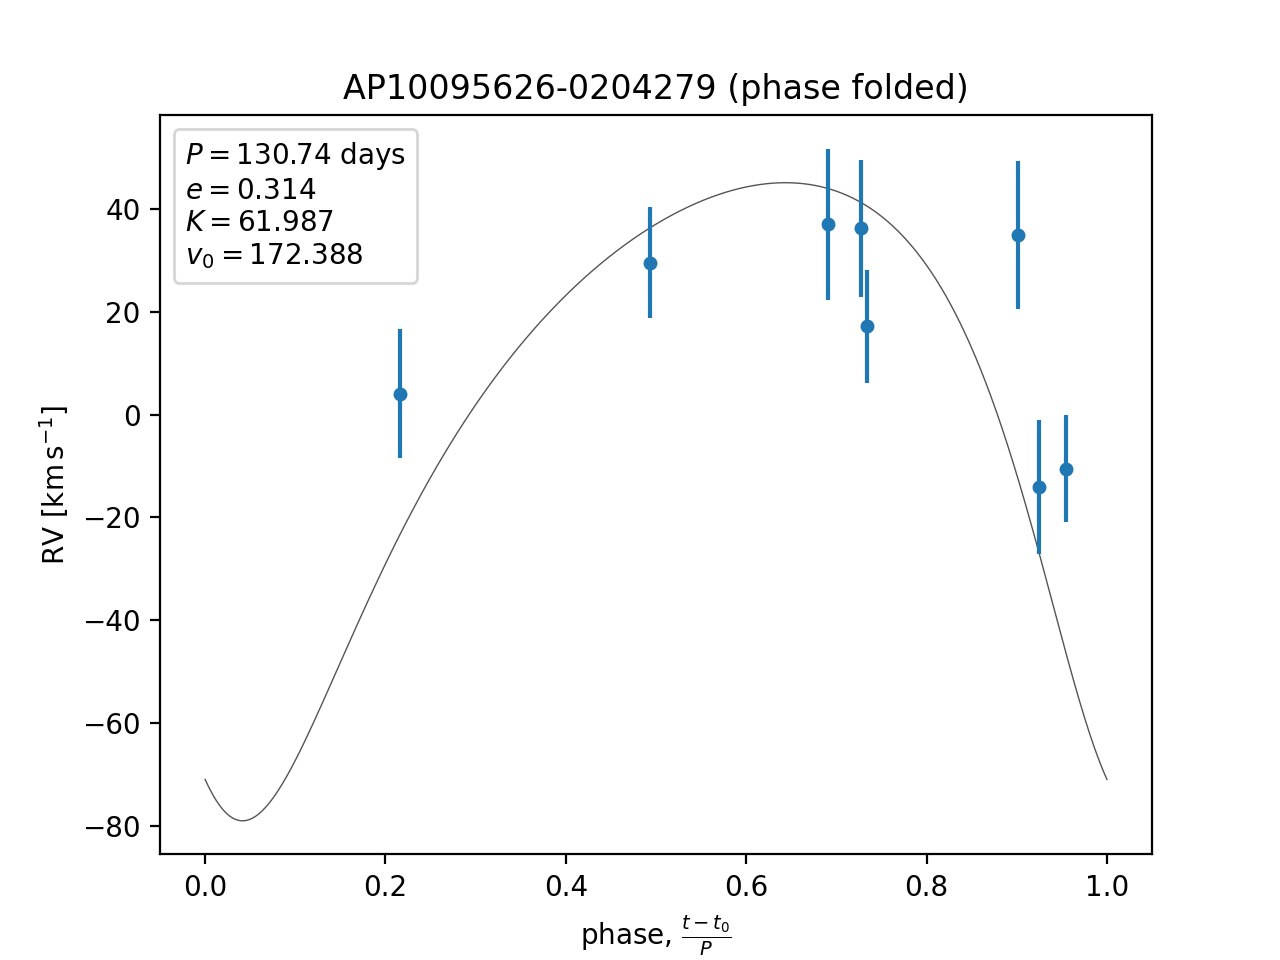 AP10095626-0204279 (phase folded)
P = 130.74 days
e = 0.314
K = 61.987
v₀ = 172.388
40
20
0
−20
−40
−60
−80
RV [km s⁻¹]
0.0 0.2 0.4 0.6 0.8 1.0
phase, (t − t₀)/P